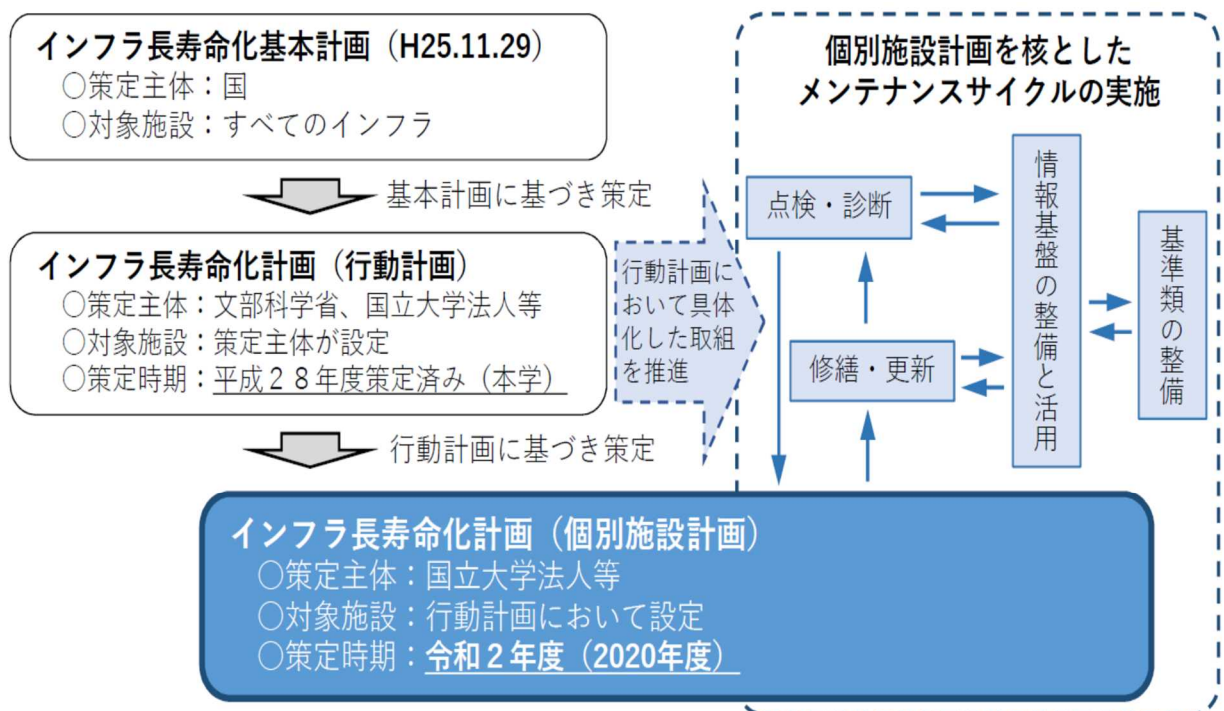 インフラ長寿命化基本計画（H25.11.29）
○策定主体：国
○対象施設：すべてのインフラ
基本計画に基づき策定
インフラ長寿命化計画（行動計画）
○策定主体：文部科学省、国立大学法人等
○対象施設：策定主体が設定
○策定時期：平成２８年度策定済み（本学）
行動計画に基づき策定
行動計画に
おいて具体
化した取組
を推進
個別施設計画を核とした
メンテナンスサイクルの実施
点検・診断
修繕・更新
情報基盤の整備と活用
基準類の整備
インフラ長寿命化計画（個別施設計画）
○策定主体：国立大学法人等
○対象施設：行動計画において設定
○策定時期：令和２年度（2020年度）